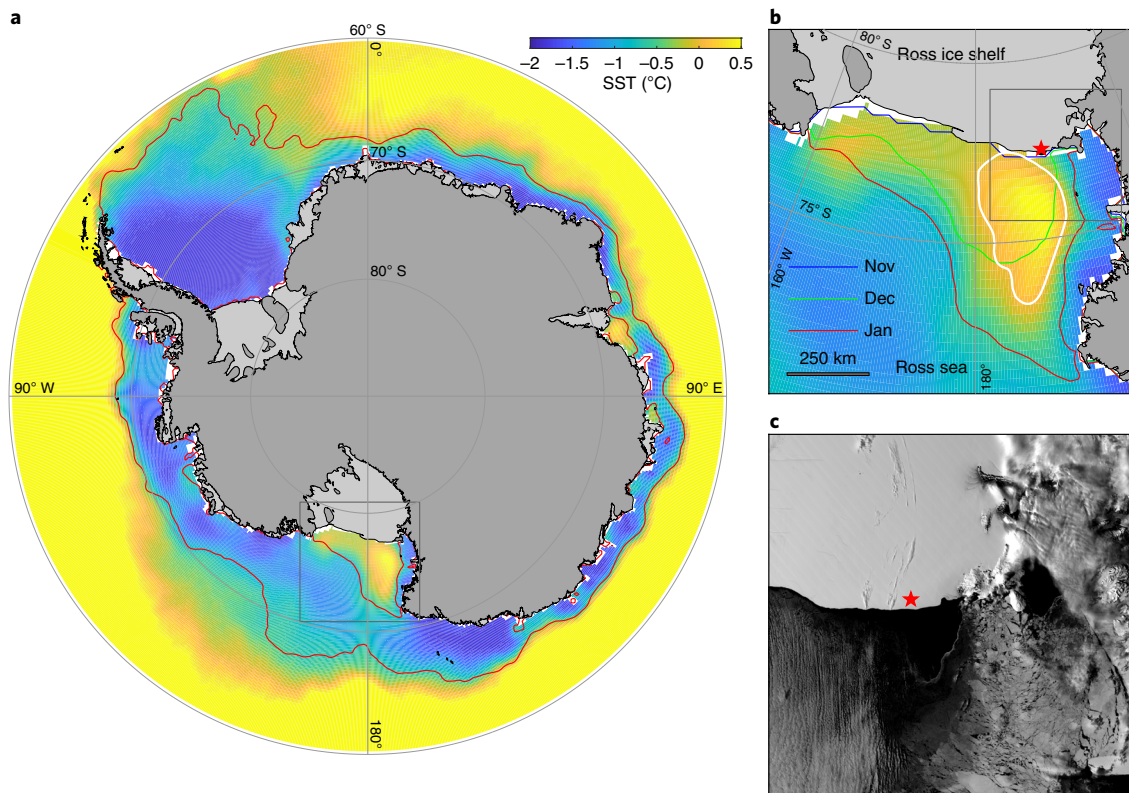 a
60° S
0°
−2
−1.5
−1
−0.5
0
0.5
SST (°C)
70° S
80° S
90° W
90° E
180°
b
80° S
Ross ice shelf
75° S
160° W
Nov
Dec
Jan
250 km
Ross sea
180°
c